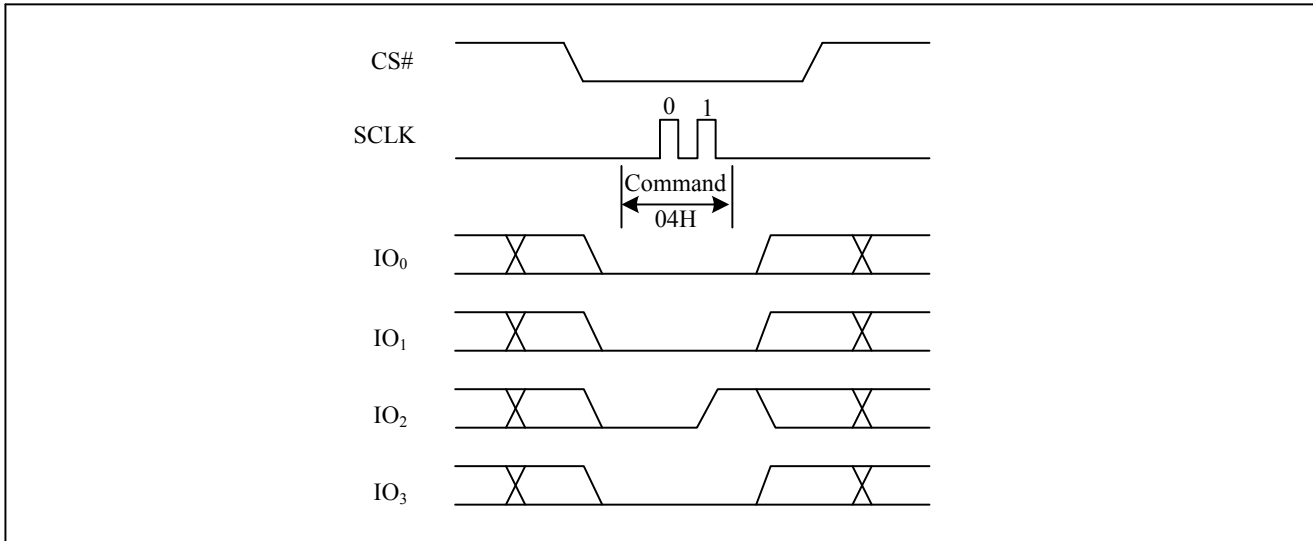 CS#
0 1
SCLK
Command
04H
IO₀
IO₁
IO₂
IO₃